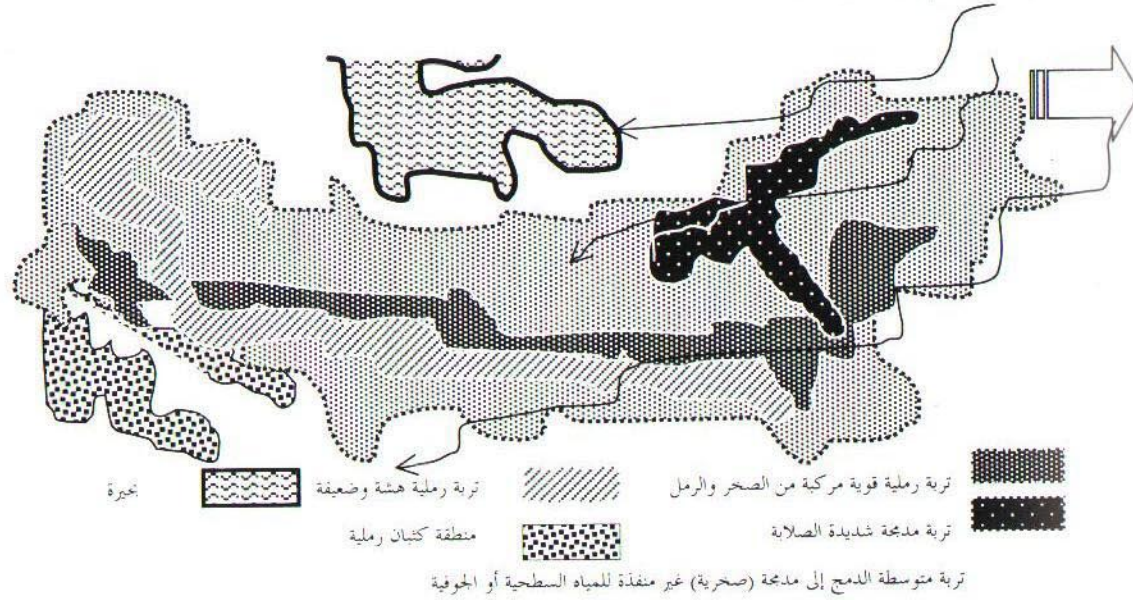 تربة رملية قوية مركبة من الصخر والرمل
تربة رملية هشة وضعيفة
بحيرة
تربة مدمجة شديدة الصلابة
منطقة كثبان رملية
تربة متوسطة الدمج إلى مدمجة (صخرية) غير منفذة للمياه السطحية أو الجوفية